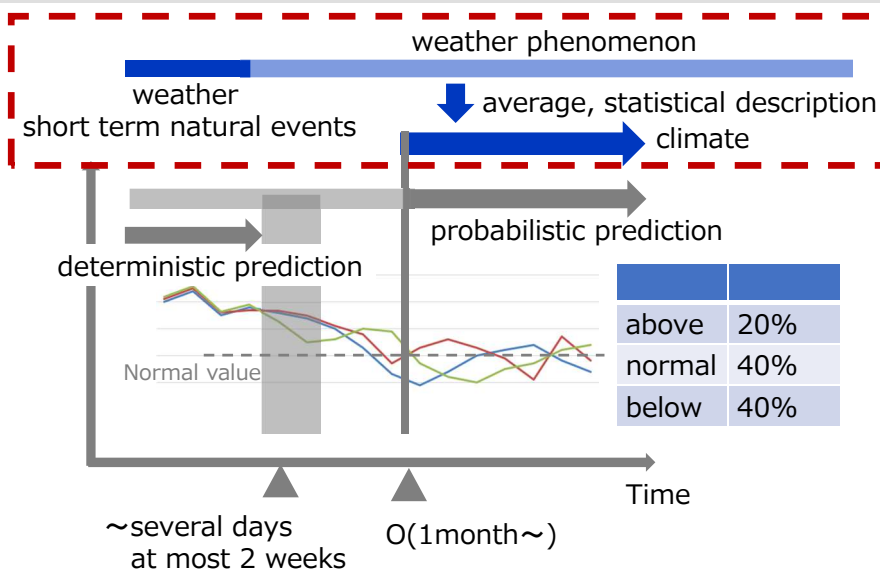 weather phenomenon
weather
short term natural events
average, statistical description
climate
probabilistic prediction
deterministic prediction
Normal value
above 20%
normal 40%
below 40%
Time
～several days
at most 2 weeks
O(1month～)